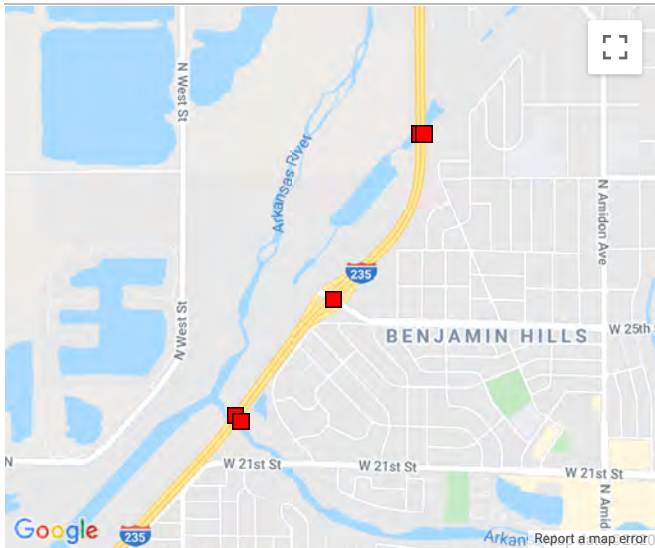 N West St
Arkansas River
N Amidon Ave
235
N West St
BENJAMIN HILLS
W 25th
N
W 21st St
W 21st St
W 21st St
N Amid
Google
235
Arkan
Report a map error